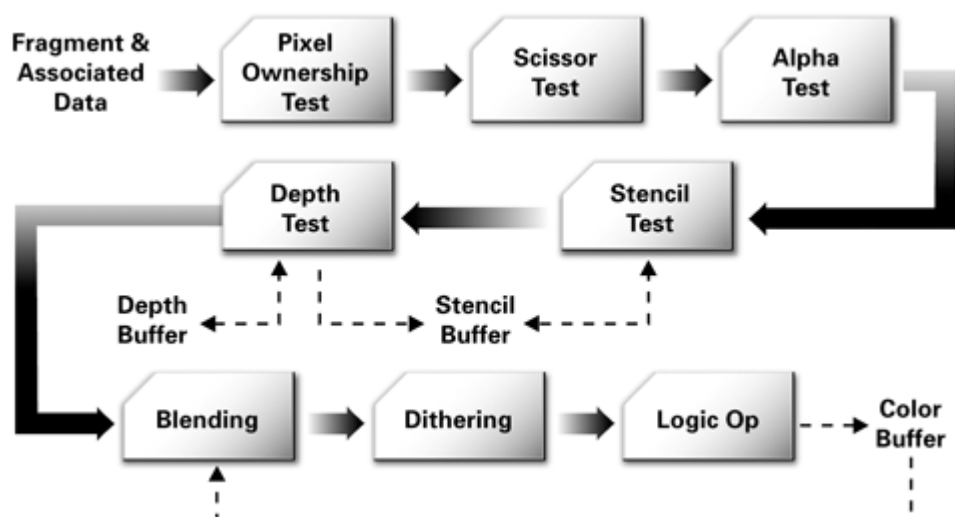 Fragment &
Associated
Data
Pixel
Ownership
Test
Scissor
Test
Alpha
Test
Depth
Test
Stencil
Test
Depth
Buffer
Stencil
Buffer
Blending
Dithering
Logic Op
Color
Buffer